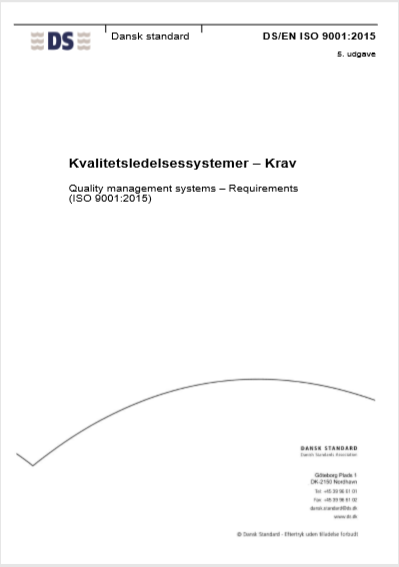 DS
Dansk standard
DS/EN ISO 9001:2015
5. udgave
Kvalitetsledelsessystemer – Krav
Quality management systems – Requirements
(ISO 9001:2015)
DANSK STANDARD
Danish Standards Association
Göteborg Plads 1
DK-2150 Nordhavn
Tel: +45 39 96 61 01
Fax: +45 39 96 61 02
dansk.standard@ds.dk
www.ds.dk
© Dansk Standard - Eftertryk uden tilladelse forbudt